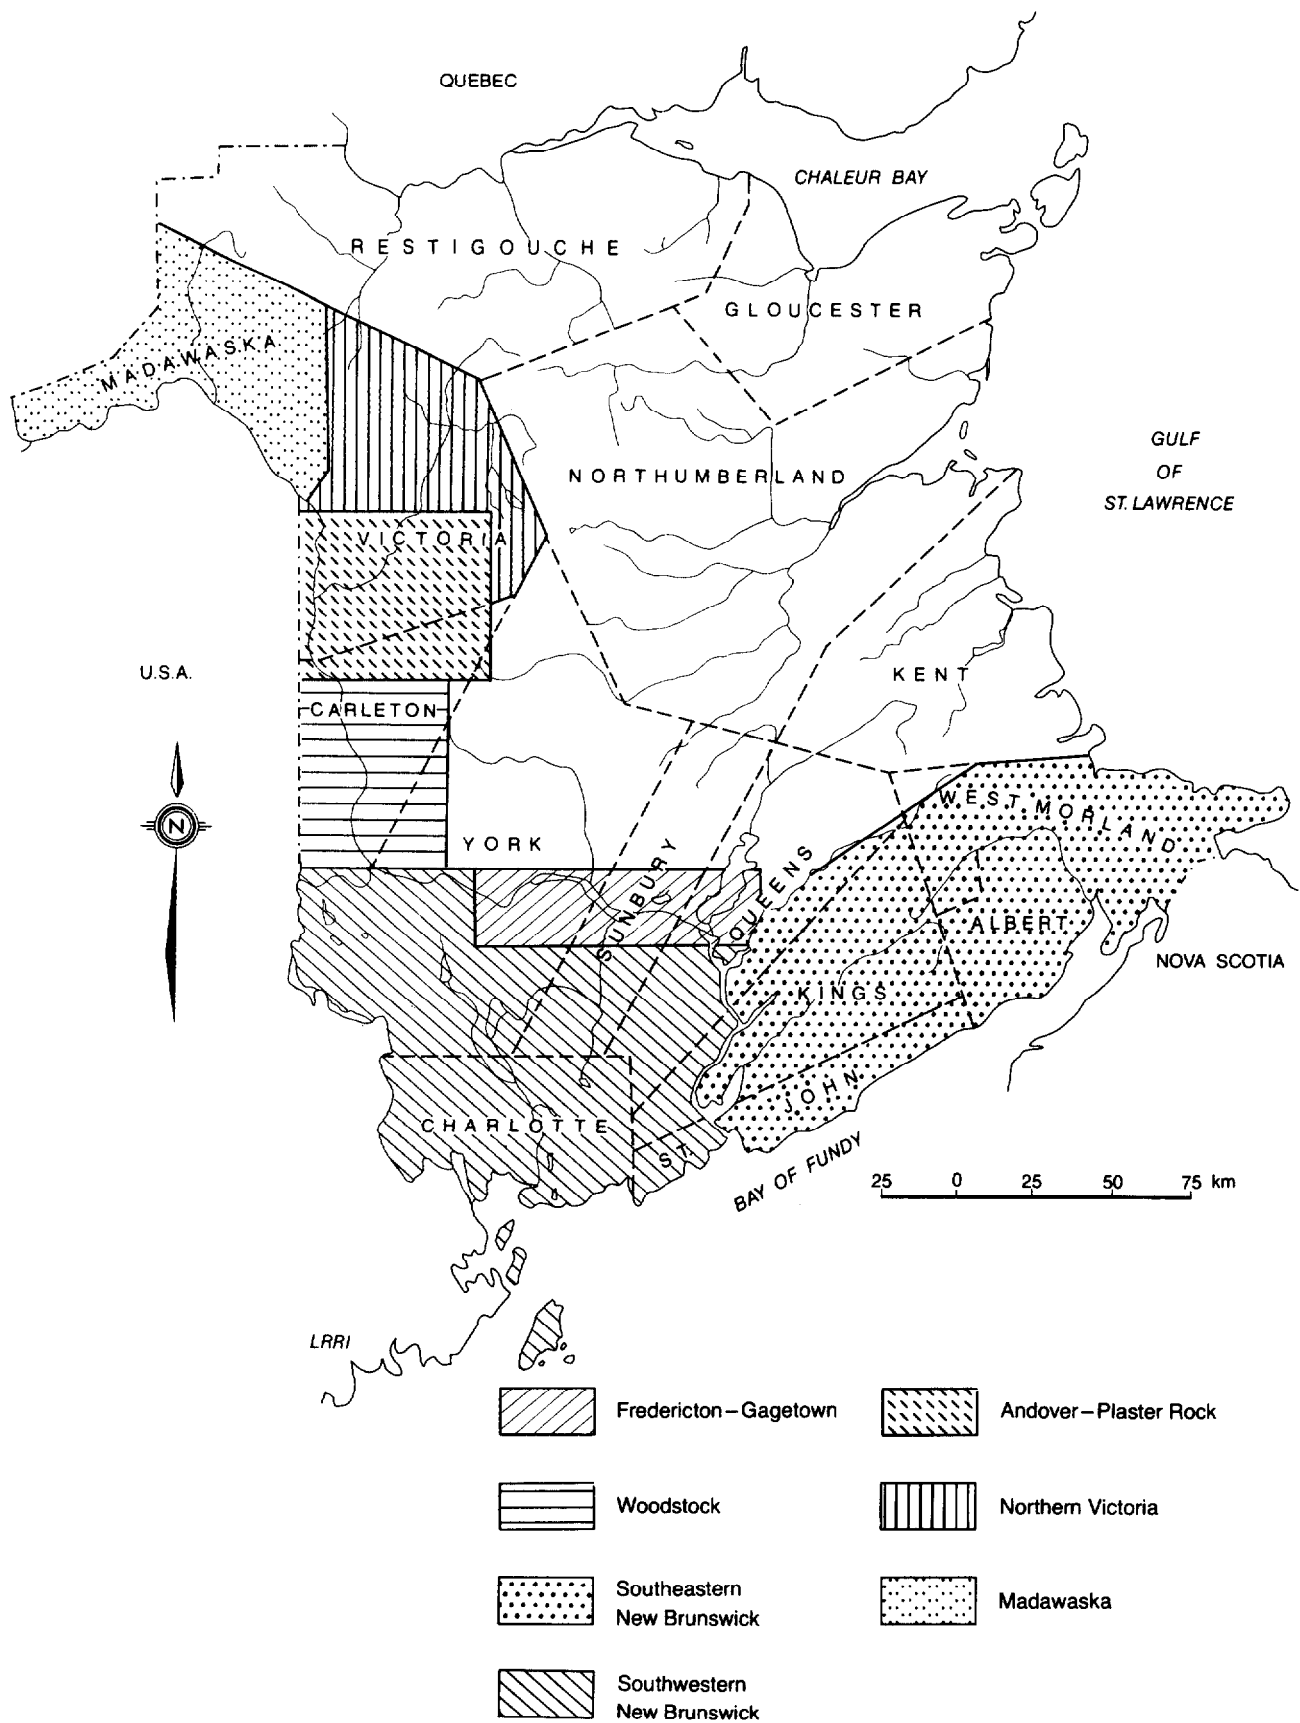 QUEBEC
CHALEUR BAY
RESTIGOUCHE
GLOUCESTER
MADAWASKA
GULF
OF
ST. LAWRENCE
NORTHUMBERLAND
VICTORIA
U.S.A.
KENT
CARLETON
N
WEST MORLAND
YORK
SUNBURY
QUEENS
ALBERT
NOVA SCOTIA
KINGS
CHARLOTTE
ST. JOHN
BAY OF FUNDY
25 0 25 50 75 km
LRRI
Fredericton–Gagetown
Andover–Plaster Rock
Woodstock
Northern Victoria
Southeastern
New Brunswick
Madawaska
Southwestern
New Brunswick